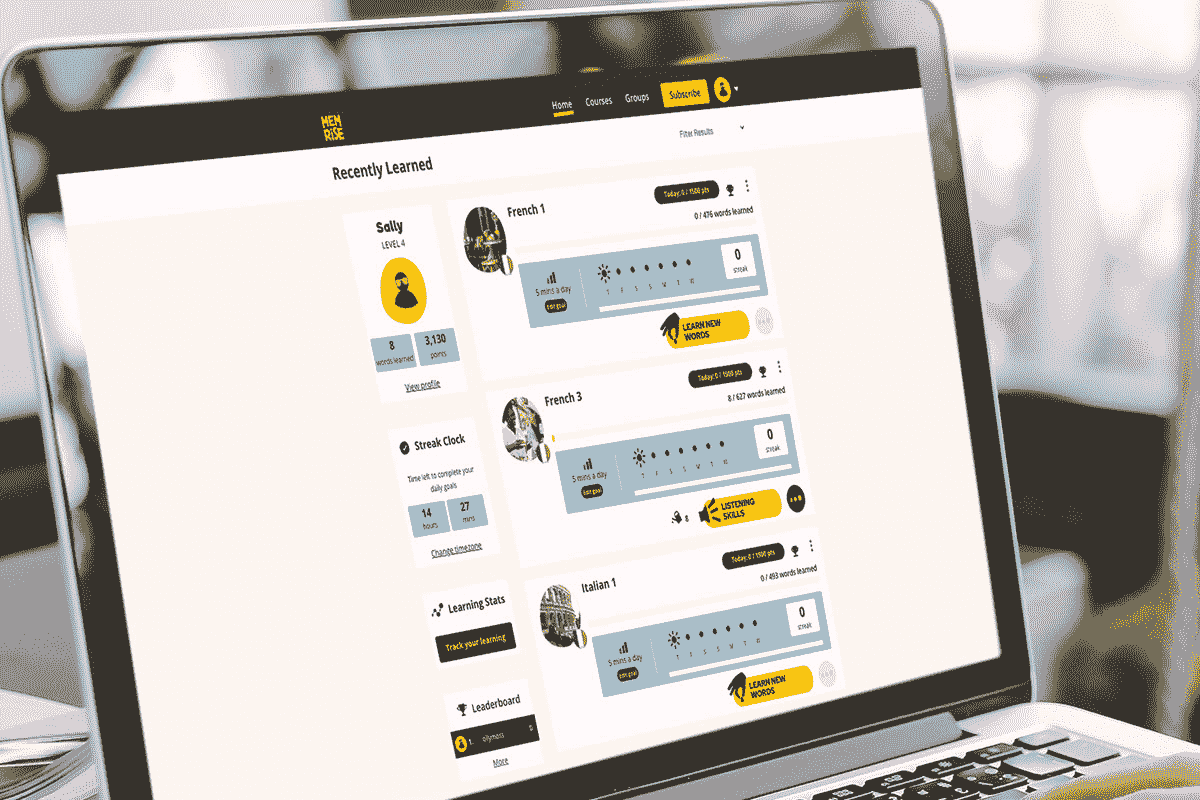 MEM
RiSE
Home
Courses
Groups
Subscribe
Recently Learned
Filter Results
Sally
LEVEL 4
8
words learned
3,130
points
View profile
Streak Clock
Time left to complete your
daily goals
14
hours
27
mins
Change timezone
Learning Stats
Track your learning
Leaderboard
1.
ollymoss
More
French 1
Today: 0 / 1500 pts
0 / 476 words learned
5 mins a day
Edit goal
T F S S M T W
0
streak
LEARN NEW
WORDS
French 3
Today: 0 / 1500 pts
8 / 627 words learned
5 mins a day
Edit goal
T F S S M T W
0
streak
8
LISTENING
SKILLS
Italian 1
Today: 0 / 1500 pts
0 / 493 words learned
5 mins a day
Edit goal
T F S S M T W
0
streak
LEARN NEW
WORDS